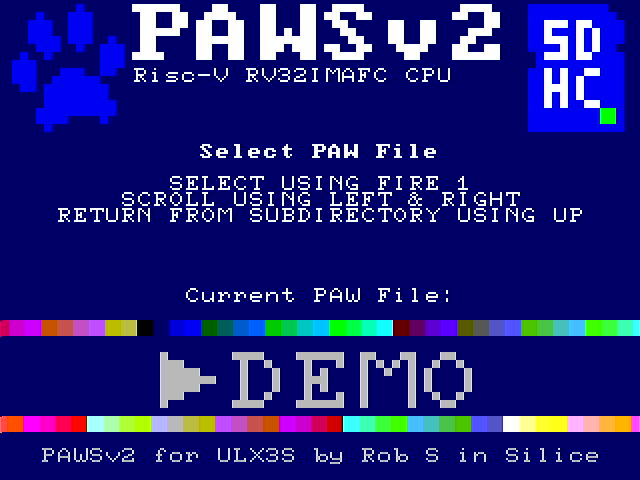 PAWSv2
Risc-V RV32IMAFC CPU
SD
HC
Select PAW File
SELECT USING FIRE 1
SCROLL USING LEFT & RIGHT
RETURN FROM SUBDIRECTORY USING UP
Current PAW File:
DEMO
PAWSv2 for ULX3S by Rob S in Silice